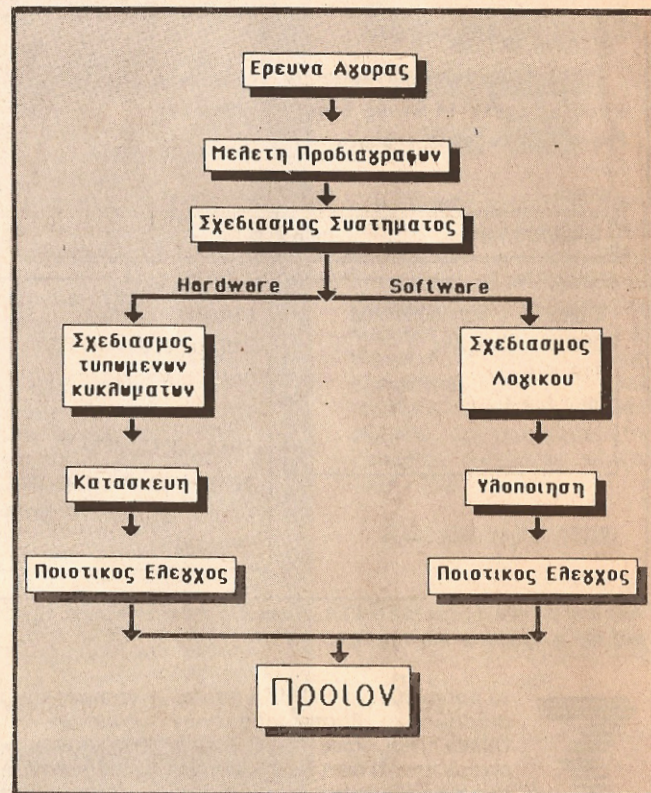 Ερευνα Αγορας
Μελετη Προδιαγραφων
Σχεδιασμος Συστηματος
Hardware
Software
Σχεδιασμος
τυπωμενων
κυκλωματων
Σχεδιασμος
Λογικου
Κατασκευη
Υλοποιηση
Ποιοτικος Ελεγχος
Ποιοτικος Ελεγχος
Προιον